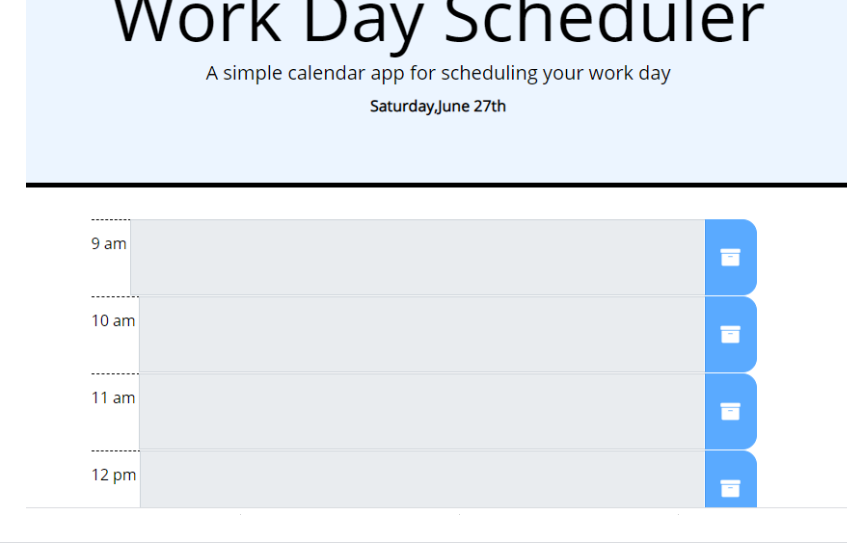 Work Day Scheduler
A simple calendar app for scheduling your work day
Saturday,June 27th
9 am
10 am
11 am
12 pm